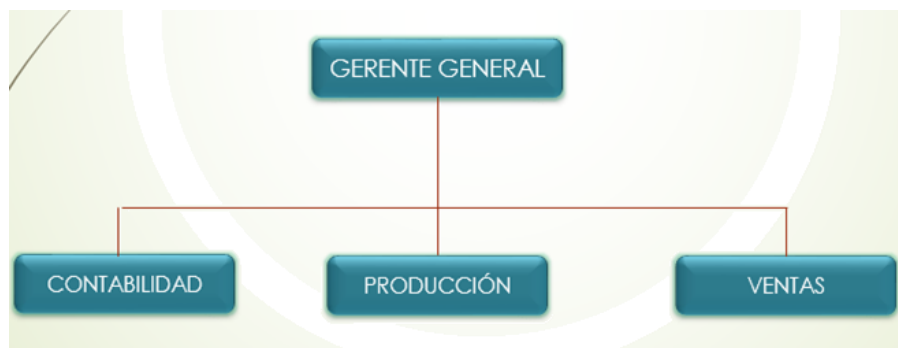 GERENTE GENERAL
CONTABILIDAD
PRODUCCIÓN
VENTAS